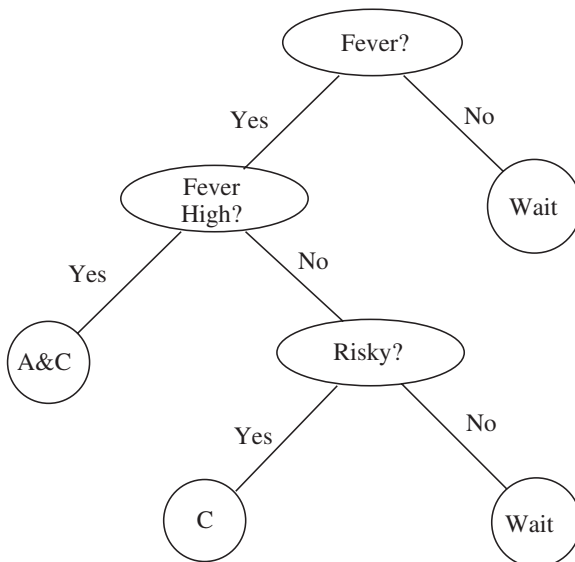 Fever?
Yes
No
Fever
High?
Wait
Yes
No
A&C
Risky?
Yes
No
C
Wait